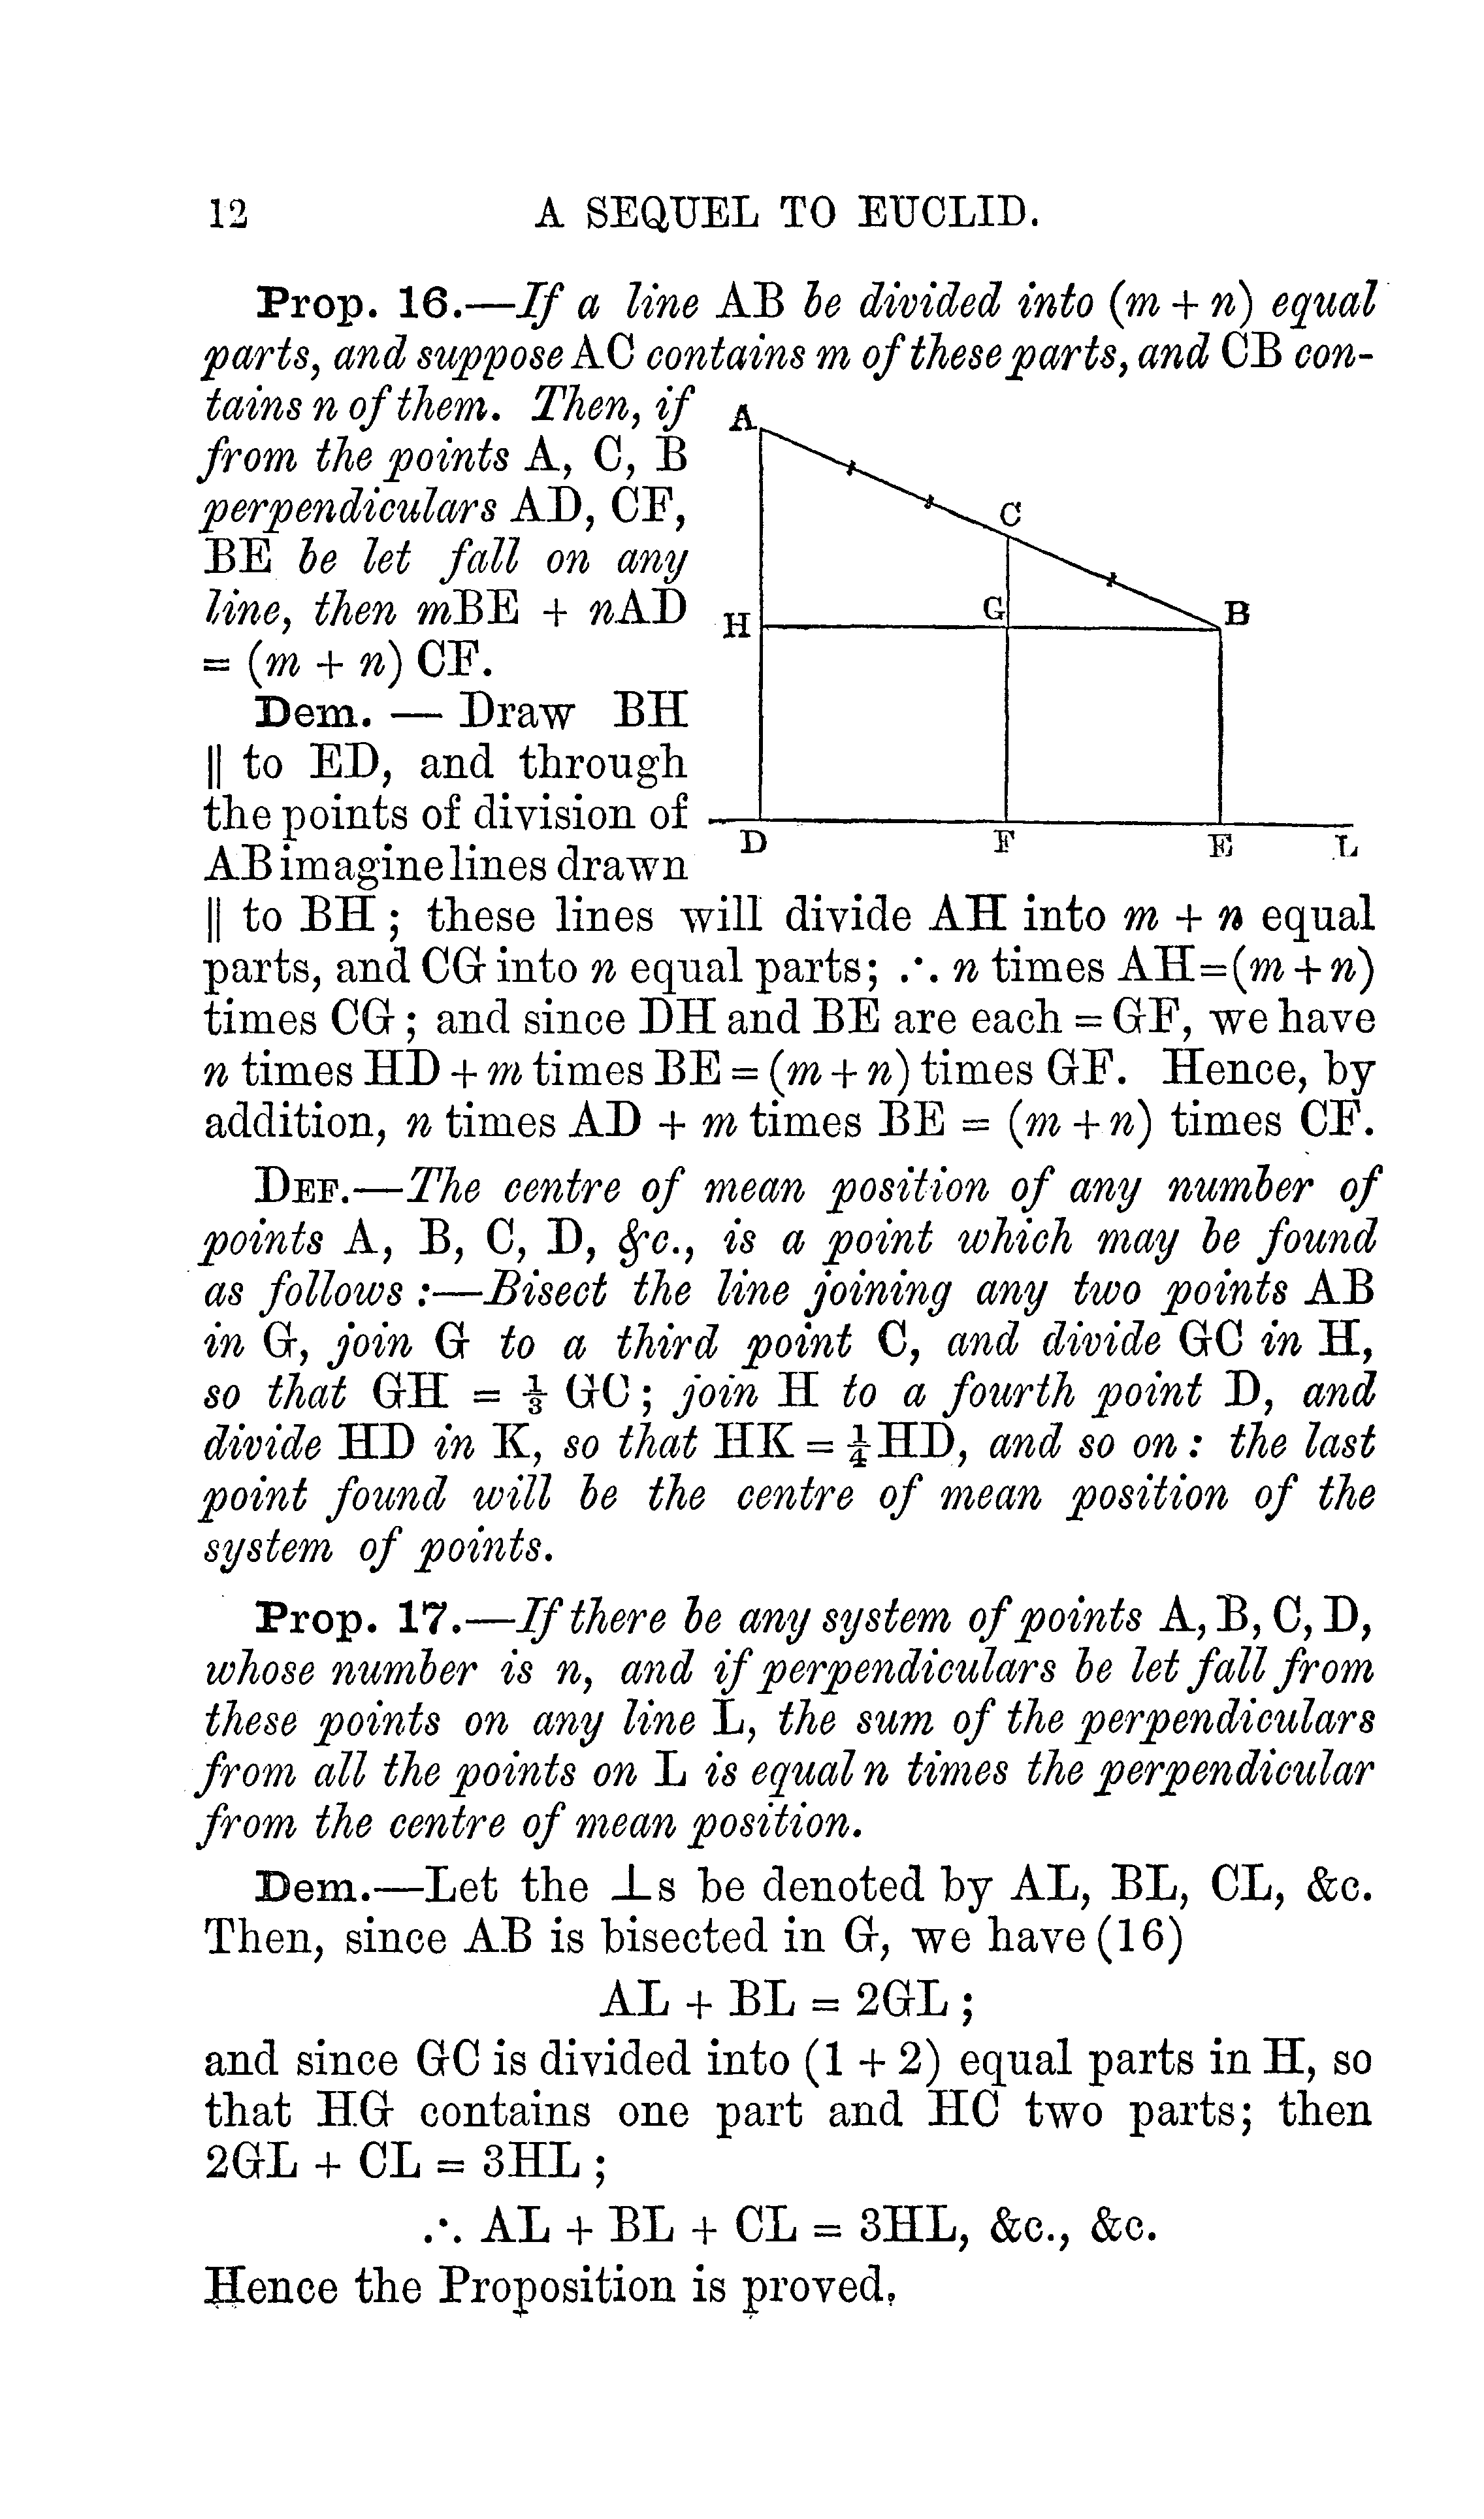 12 A SEQUEL TO EUCLID.
Prop. 16.—If a line AB be divided into (m + n) equal
parts, and suppose AC contains m of these parts, and CB con-
tains n of them. Then, if
from the points A, C, B
perpendiculars AD, CF,
BE be let fall on any
line, then mBE + nAD
= (m + n) CF.
Dem. — Draw BH
|| to ED, and through
the points of division of
AB imagine lines drawn
A
C
G
H
B
D
F
E
L
|| to BH ; these lines will divide AH into m + n equal
parts, and CG into n equal parts; ∴ n times AH=(m + n)
times CG ; and since DH and BE are each = GF, we have
n times HD + m times BE = (m + n) times GF. Hence, by
addition, n times AD + m times BE = (m + n) times CF.
DEF.—The centre of mean position of any number of
points A, B, C, D, &c., is a point which may be found
as follows :—Bisect the line joining any two points AB
in G, join G to a third point C, and divide GC in H,
so that GH = ⅓ GC ; join H to a fourth point D, and
divide HD in K, so that HK = ¼ HD, and so on : the last
point found will be the centre of mean position of the
system of points.
Prop. 17.—If there be any system of points A, B, C, D,
whose number is n, and if perpendiculars be let fall from
these points on any line L, the sum of the perpendiculars
from all the points on L is equal n times the perpendicular
from the centre of mean position.
Dem.—Let the ⊥s be denoted by AL, BL, CL, &c.
Then, since AB is bisected in G, we have (16)
AL + BL = 2GL ;
and since GC is divided into (1 + 2) equal parts in H, so
that HG contains one part and HC two parts; then
2GL + CL = 3HL ;
∴ AL + BL + CL = 3HL, &c., &c.
Hence the Proposition is proved.